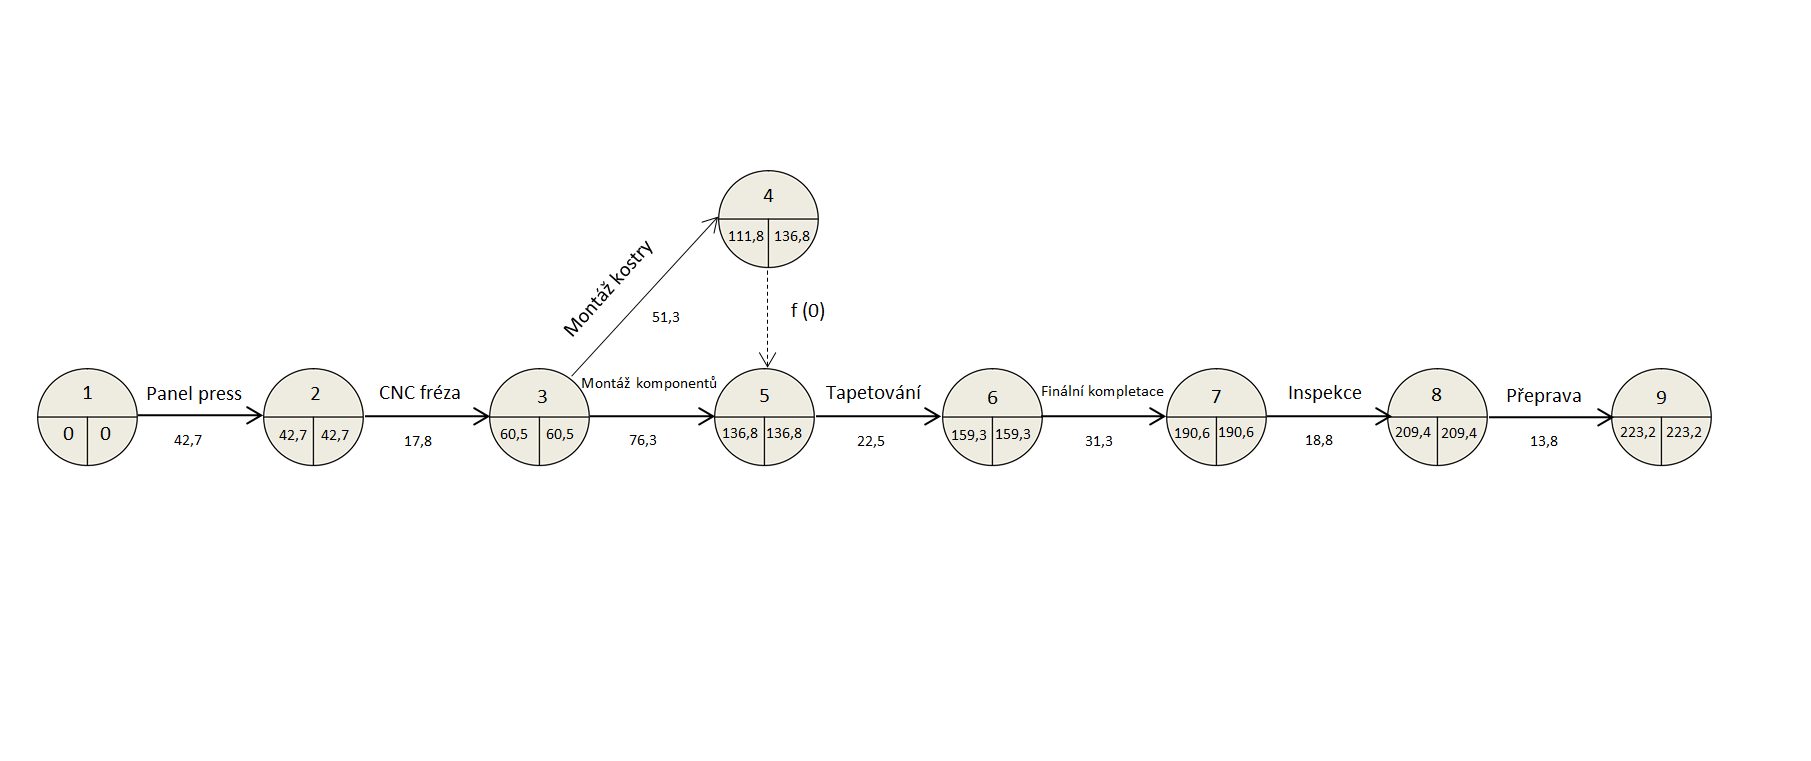 4
111,8 136,8
Montáž kostry
51,3
f (0)
1
0 0
Panel press
42,7
2
42,7 42,7
CNC fréza
17,8
3
60,5 60,5
Montáž komponentů
76,3
5
136,8 136,8
Tapetování
22,5
6
159,3 159,3
Finální kompletace
31,3
7
190,6 190,6
Inspekce
18,8
8
209,4 209,4
Přeprava
13,8
9
223,2 223,2